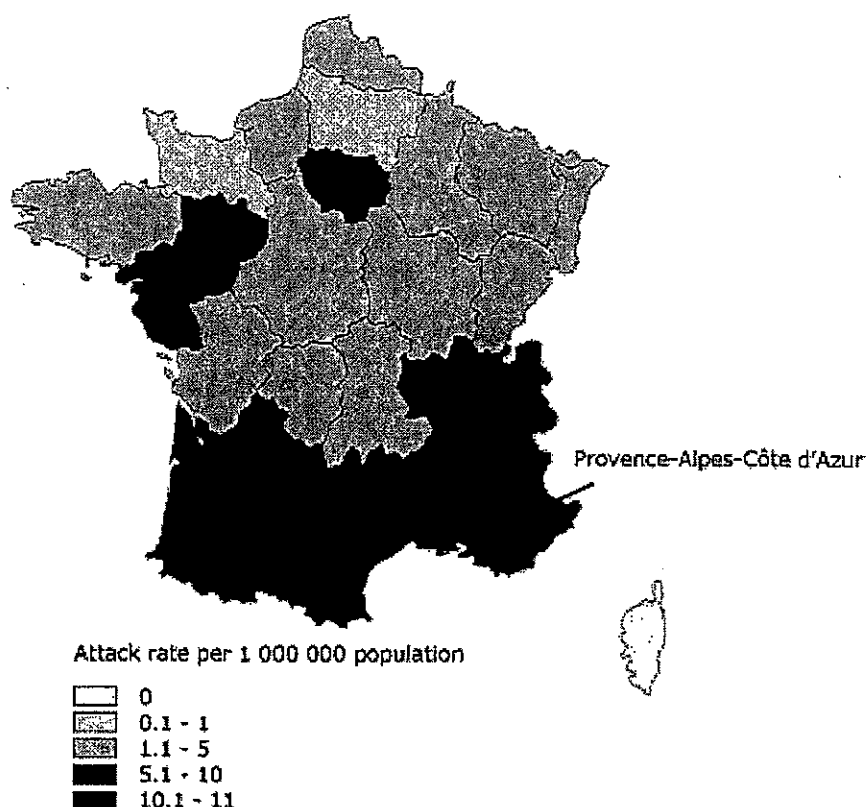 Provence-Alpes-Côte d'Azur
Attack rate per 1 000 000 population
0
0.1 - 1
1.1 - 5
5.1 - 10
10.1 - 11